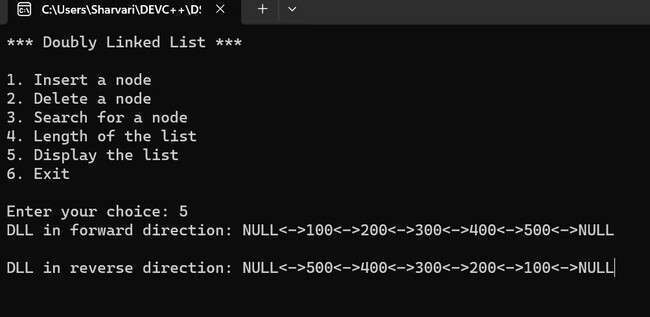 C:\Users\Sharvari\DEVC++\DS
*** Doubly Linked List ***
1. Insert a node
2. Delete a node
3. Search for a node
4. Length of the list
5. Display the list
6. Exit
Enter your choice: 5
DLL in forward direction: NULL<->100<->200<->300<->400<->500<->NULL
DLL in reverse direction: NULL<->500<->400<->300<->200<->100<->NULL